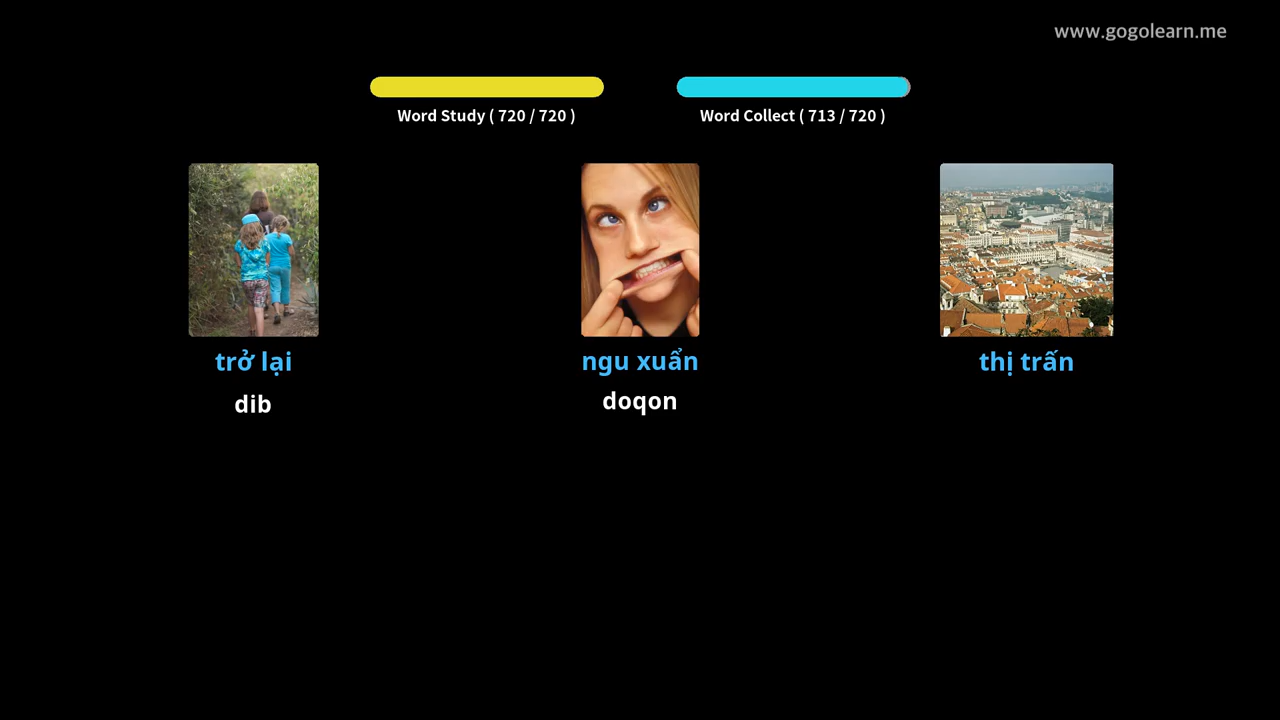 www.gogolearn.me
Word Study ( 720 / 720 )
Word Collect ( 713 / 720 )
trở lại
ngu xuẩn
thị trấn
dib
doqon